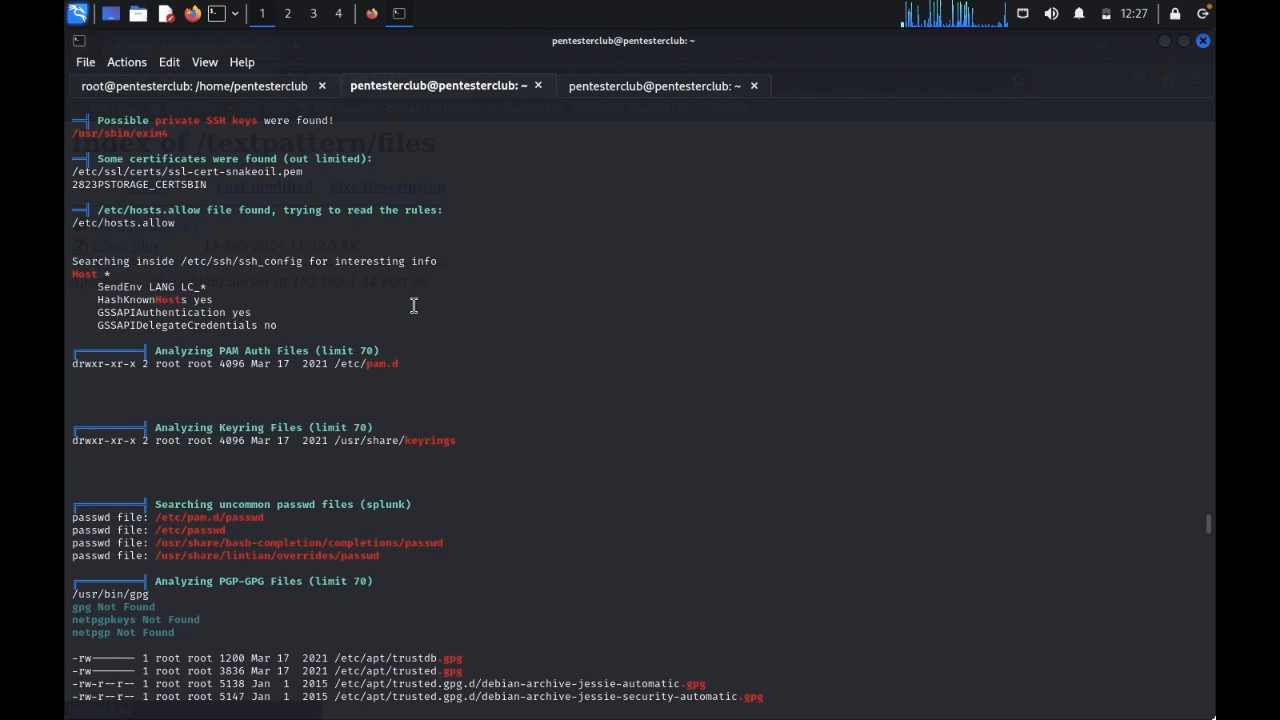 1 2 3 4 12:27
pentesterclub@pentesterclub: ~
File Actions Edit View Help
root@pentesterclub: /home/pentesterclub × pentesterclub@pentesterclub: ~ × pentesterclub@pentesterclub: ~ ×
Possible private SSH keys were found!
/usr/sbin/exim4
Index of /textpattern/files
Some certificates were found (out limited):
/etc/ssl/certs/ssl-cert-snakeoil.pem
2823PSTORAGE_CERTSBIN
Last modified Size Description
/etc/hosts.allow file found, trying to read the rules:
/etc/hosts.allow
Searching inside /etc/ssh/ssh_config for interesting info
Host *
SendEnv LANG LC_*
HashKnownHosts yes
GSSAPIAuthentication yes
GSSAPIDelegateCredentials no
Analyzing PAM Auth Files (limit 70)
drwxr-xr-x 2 root root 4096 Mar 17 2021 /etc/pam.d
Analyzing Keyring Files (limit 70)
drwxr-xr-x 2 root root 4096 Mar 17 2021 /usr/share/keyrings
Searching uncommon passwd files (splunk)
passwd file: /etc/pam.d/passwd
passwd file: /etc/passwd
passwd file: /usr/share/bash-completion/completions/passwd
passwd file: /usr/share/lintian/overrides/passwd
Analyzing PGP-GPG Files (limit 70)
/usr/bin/gpg
gpg Not Found
netpgpkeys Not Found
netpgp Not Found
-rw------- 1 root root 1200 Mar 17 2021 /etc/apt/trustdb.gpg
-rw------- 1 root root 3836 Mar 17 2021 /etc/apt/trusted.gpg
-rw-r--r-- 1 root root 5138 Jan 1 2015 /etc/apt/trusted.gpg.d/debian-archive-jessie-automatic.gpg
-rw-r--r-- 1 root root 5147 Jan 1 2015 /etc/apt/trusted.gpg.d/debian-archive-jessie-security-automatic.gpg